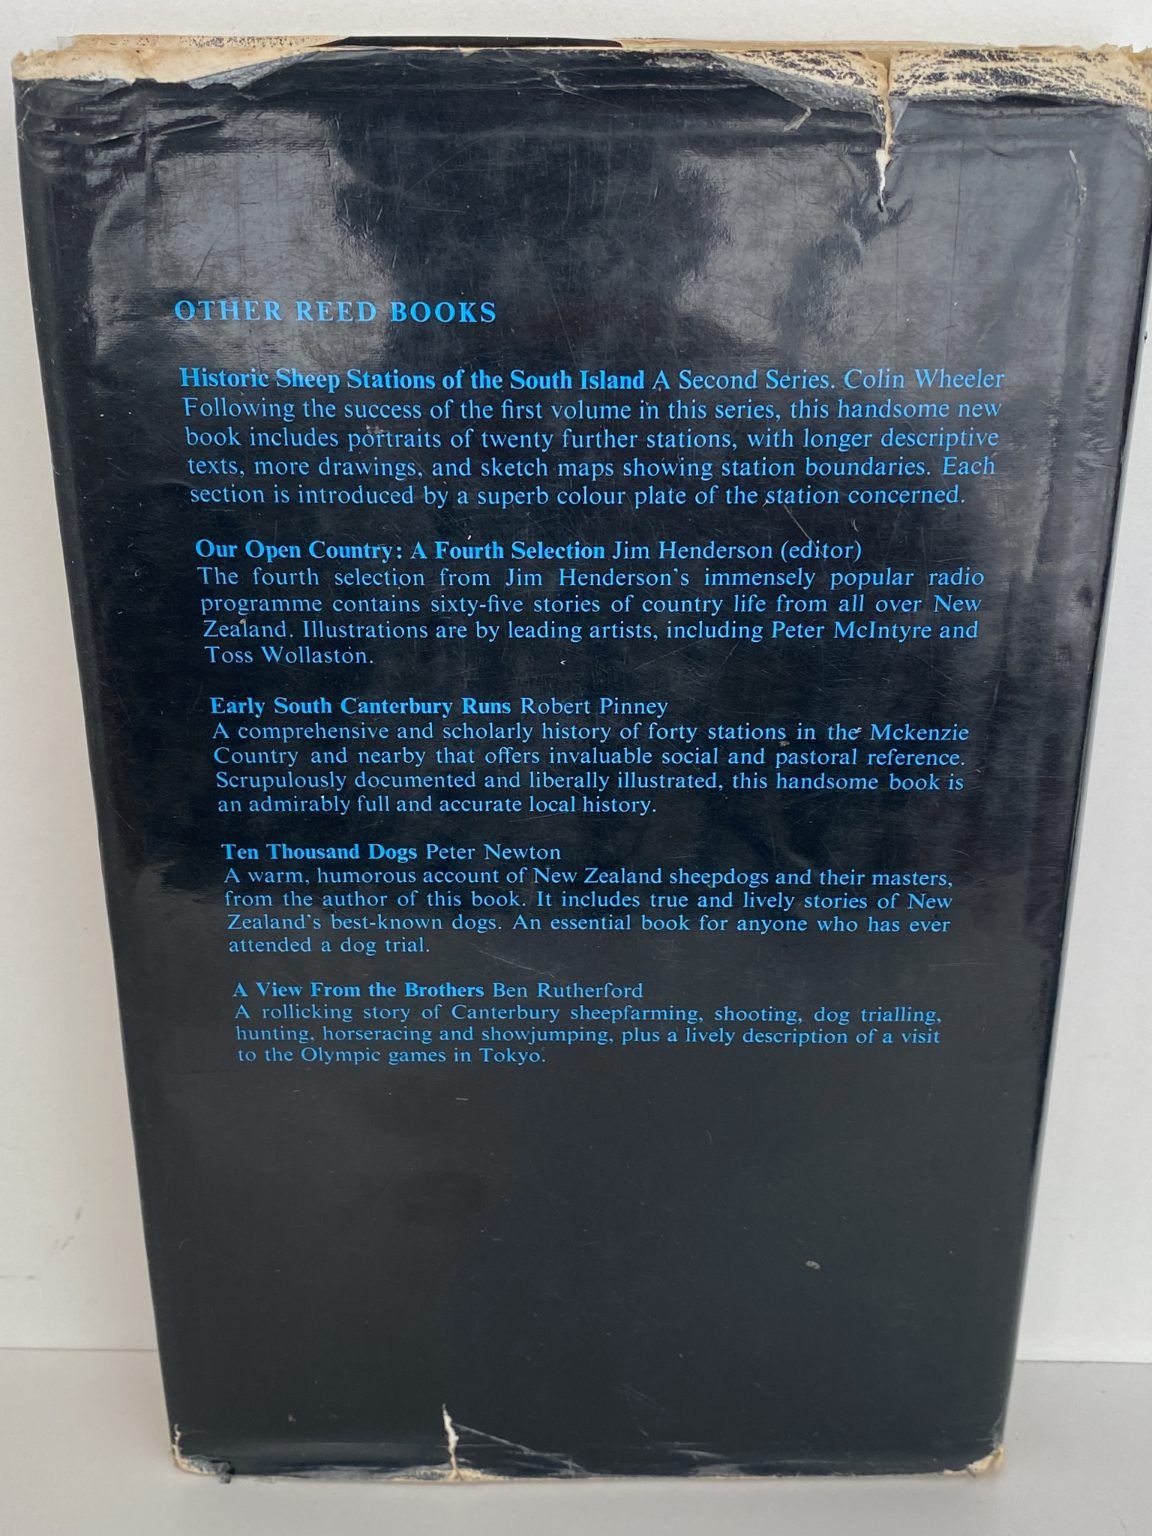 OTHER REED BOOKS
Historic Sheep Stations of the South Island A Second Series. Colin Wheeler
Following the success of the first volume in this series, this handsome new
book includes portraits of twenty further stations, with longer descriptive
texts, more drawings, and sketch maps showing station boundaries. Each
section is introduced by a superb colour plate of the station concerned.
Our Open Country: A Fourth Selection Jim Henderson (editor)
The fourth selection from Jim Henderson's immensely popular radio
programme contains sixty-five stories of country life from all over New
Zealand. Illustrations are by leading artists, including Peter McIntyre and
Toss Wollaston.
Early South Canterbury Runs Robert Pinney
A comprehensive and scholarly history of forty stations in the Mckenzie
Country and nearby that offers invaluable social and pastoral reference.
Scrupulously documented and liberally illustrated, this handsome book is
an admirably full and accurate local history.
Ten Thousand Dogs Peter Newton
A warm, humorous account of New Zealand sheepdogs and their masters,
from the author of this book. It includes true and lively stories of New
Zealand's best-known dogs. An essential book for anyone who has ever
attended a dog trial.
A View From the Brothers Ben Rutherford
A rollicking story of Canterbury sheepfarming, shooting, dog trialling,
hunting, horseracing and showjumping, plus a lively description of a visit
to the Olympic games in Tokyo.